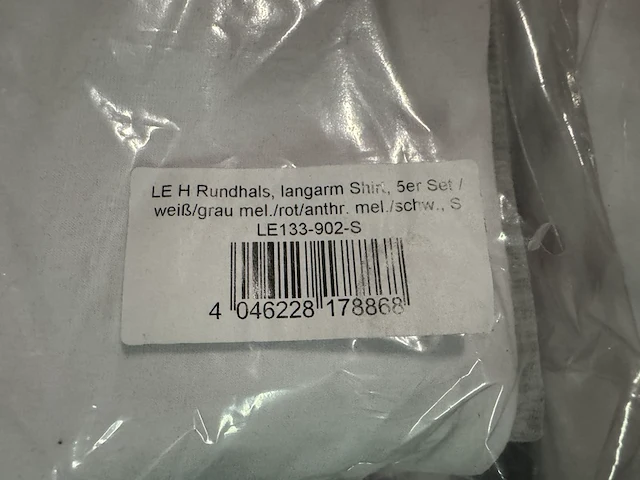 LE H Rundhals, langarm Shirt, 5er Set /
weiß/grau mel./rot/anthr. mel./schw., S
LE133-902-S
4 046228 178868